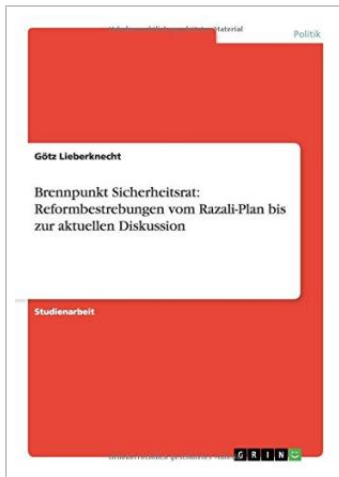 Politik
Götz Lieberknecht
Brennpunkt Sicherheitsrat:
Reformbestrebungen vom Razali-Plan bis
zur aktuellen Diskussion
Studienarbeit
GRIN